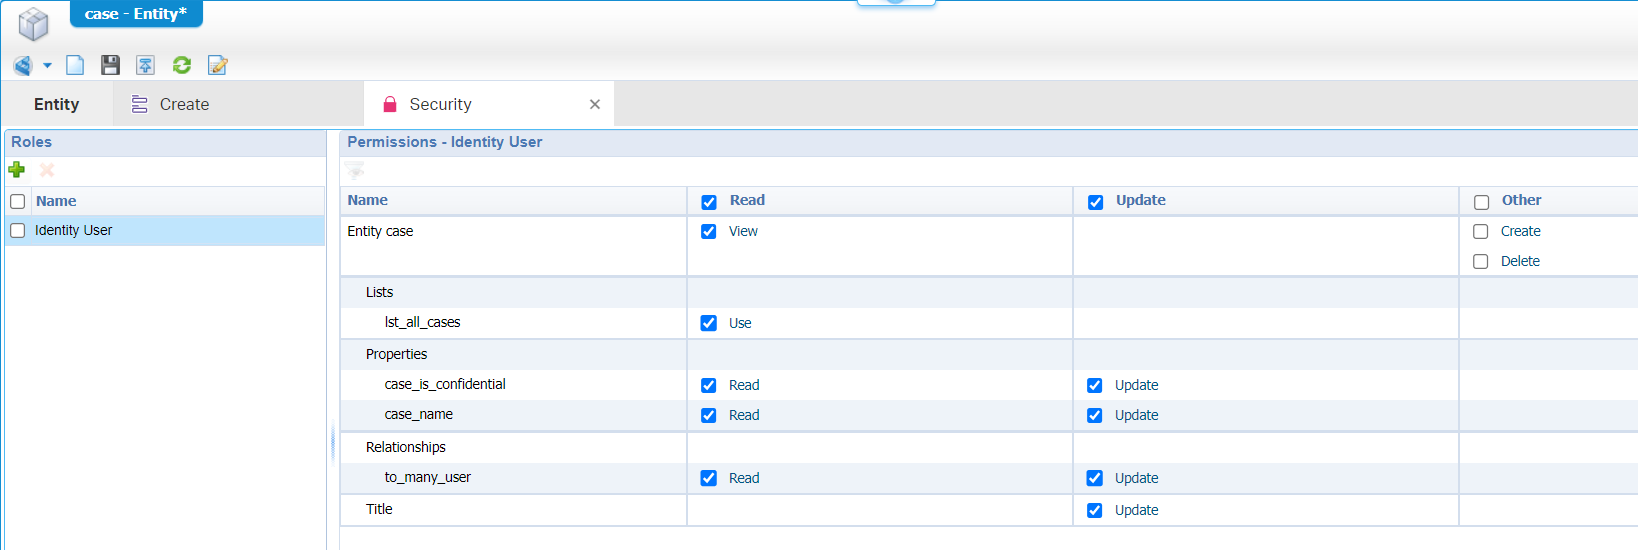 case - Entity*
Entity Create Security
Roles
Name
Identity User
Permissions - Identity User
Name Read Update Other
Entity case View Create
Delete
Lists
lst_all_cases Use
Properties
case_is_confidential Read Update
case_name Read Update
Relationships
to_many_user Read Update
Title Update